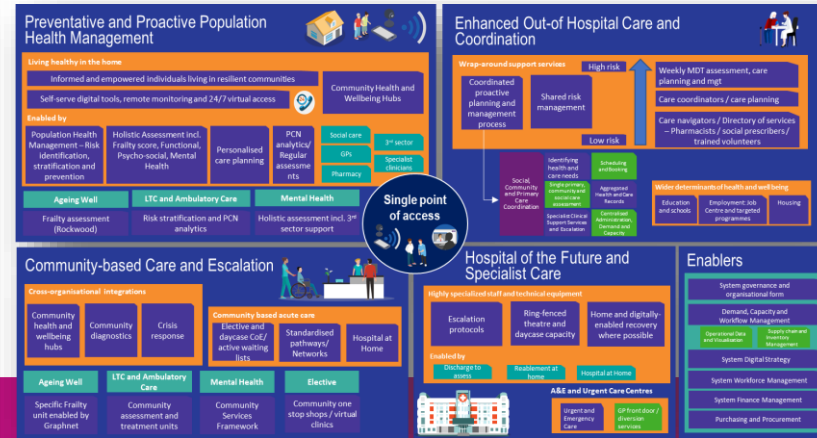 Preventative and Proactive Population
Health Management
Living healthy in the home
Informed and empowered individuals living in resilient communities
Self-serve digital tools, remote monitoring and 24/7 virtual access
Community Health and
Wellbeing Hubs
Enabled by
Population Health
Management – Risk
identification,
stratification and
prevention
Holistic Assessment incl.
Frailty score, Functional,
Psycho-social, Mental
Health
Personalised
care planning
PCN
analytics/
Regular
assessme
nts
Social care
GPs
Pharmacy
3rd sector
Specialist
clinicians
Ageing Well
LTC and Ambulatory Care
Mental Health
Frailty assessment
(Rockwood)
Risk stratification and PCN
analytics
Holistic assessment incl. 3rd
sector support
Single point
of access
Enhanced Out-of Hospital Care and
Coordination
Wrap-around support services
Coordinated
proactive
planning and
management
process
Shared risk
management
High risk
Low risk
Weekly MDT assessment, care
planning and mgt
Care coordinators / care planning
Care navigators / Directory of services
– Pharmacists / social prescribers /
trained volunteers
Social,
Community
and Primary
Care
Coordination
Identifying
health and
care needs
Single primary,
community and
social care
assessment
Specialist Clinical
Support Services
and Escalation
Scheduling
and Booking
Aggregated
Health and Care
Records
Centralised
Administration,
Demand and
Capacity
Wider determinants of health and well being
Education
and schools
Employment Job
Centre and targeted
programmes
Housing
Community-based Care and Escalation
Cross-organisational integrations
Community
health and
wellbeing
hubs
Community
diagnostics
Crisis
response
Community based acute care
Elective and
daycase CoE/
active waiting
lists
Standardised
pathways/
Networks
Hospital at
Home
Ageing Well
LTC and Ambulatory
Care
Mental Health
Elective
Specific Frailty
unit enabled by
Graphnet
Community
assessment and
treatment units
Community
Services
Framework
Community one
stop shops / virtual
clinics
Hospital of the Future and
Specialist Care
Highly specialized staff and technical equipment
Escalation
protocols
Ring-fenced
theatre and
daycase capacity
Home and digitally-
enabled recovery
where possible
Enabled by
Discharge to
assess
Reablement at
home
Hospital at Home
A&E and Urgent Care Centres
Urgent and
Emergency
Care
GP front door /
diversion
services
Enablers
System governance and
organisational form
Demand, Capacity and
Workflow Management
Operational Data
and Visualisation
Supply chain and
Inventory
Management
System Digital Strategy
System Workforce Management
System Finance Management
Purchasing and Procurement